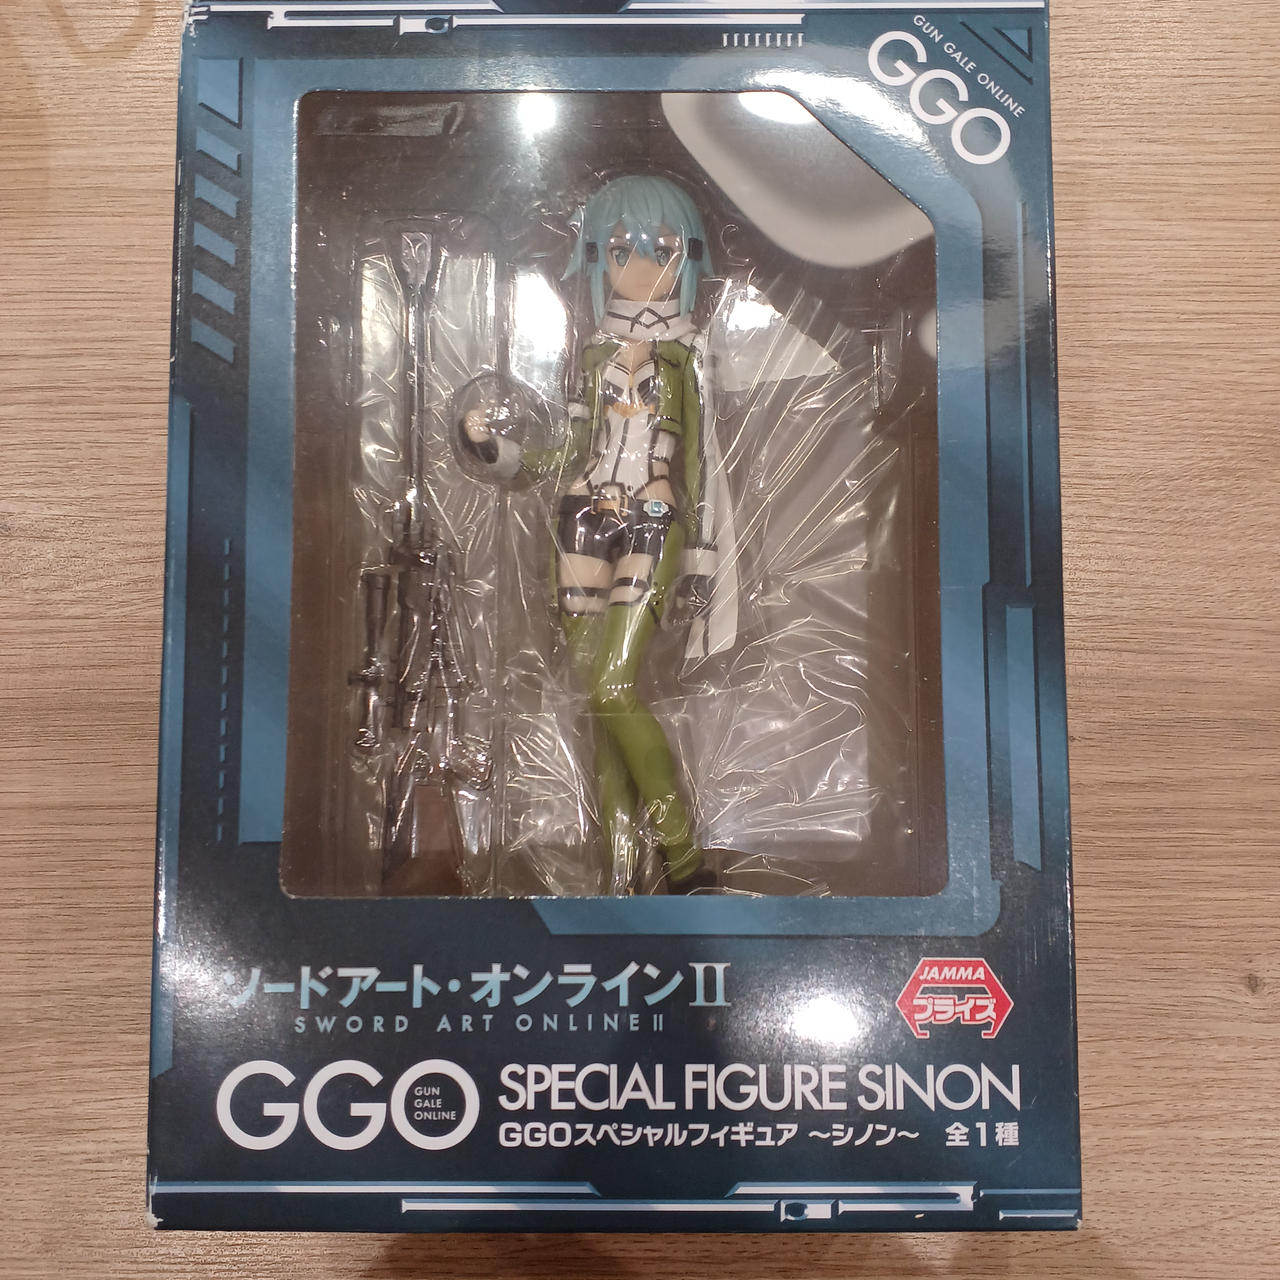 GUN GALE ONLINE
GGO
ソードアート・オンラインII
SWORD ART ONLINE II
JAMMA
プライズ
GGO
GUN
GALE
ONLINE
SPECIAL FIGURE SINON
GGOスペシャルフィギュア ～シノン～ 全1種